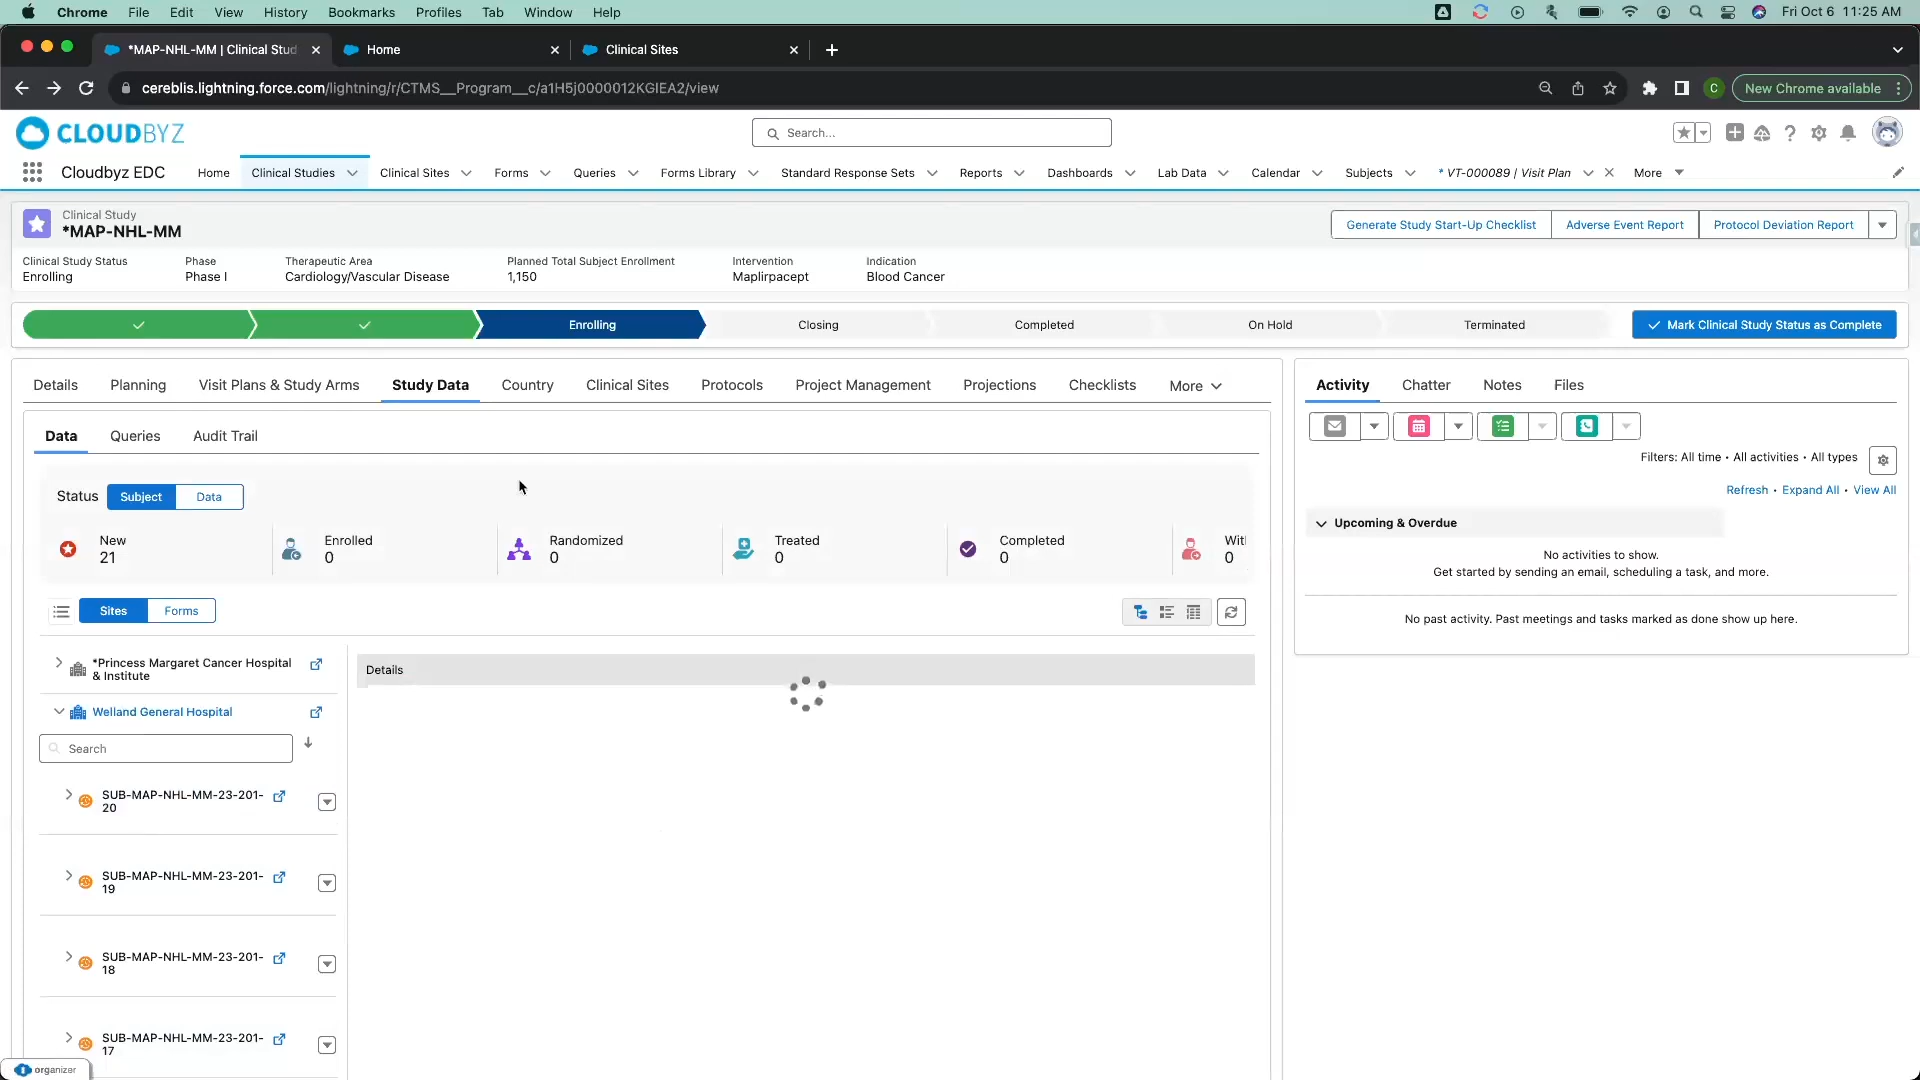 Chrome File Edit View History Bookmarks Profiles Tab Window Help Fri Oct 6 11:25 AM
*MAP-NHL-MM | Clinical Stud Home Clinical Sites
cereblis.lightning.force.com/lightning/r/CTMS__Program__c/a1H5j0000012KGIEA2/view C New Chrome available
CLOUDBYZ Search...
Cloudbyz EDC Home Clinical Studies Clinical Sites Forms Queries Forms Library Standard Response Sets Reports Dashboards Lab Data Calendar Subjects * VT-000089 | Visit Plan More
Clinical Study
*MAP-NHL-MM
Generate Study Start-Up Checklist Adverse Event Report Protocol Deviation Report
Clinical Study Status Phase Therapeutic Area Planned Total Subject Enrollment Intervention Indication
Enrolling Phase I Cardiology/Vascular Disease 1,150 Maplirpacept Blood Cancer
Enrolling Closing Completed On Hold Terminated Mark Clinical Study Status as Complete
Details Planning Visit Plans & Study Arms Study Data Country Clinical Sites Protocols Project Management Projections Checklists More
Data Queries Audit Trail
Status Subject Data
New Enrolled Randomized Treated Completed Wit
21 0 0 0 0 0
Sites Forms
*Princess Margaret Cancer Hospital
& Institute
Details
Welland General Hospital
Search
SUB-MAP-NHL-MM-23-201-
20
SUB-MAP-NHL-MM-23-201-
19
SUB-MAP-NHL-MM-23-201-
18
SUB-MAP-NHL-MM-23-201-
17
organizer
Activity Chatter Notes Files
Filters: All time • All activities • All types
Refresh • Expand All • View All
Upcoming & Overdue
No activities to show.
Get started by sending an email, scheduling a task, and more.
No past activity. Past meetings and tasks marked as done show up here.